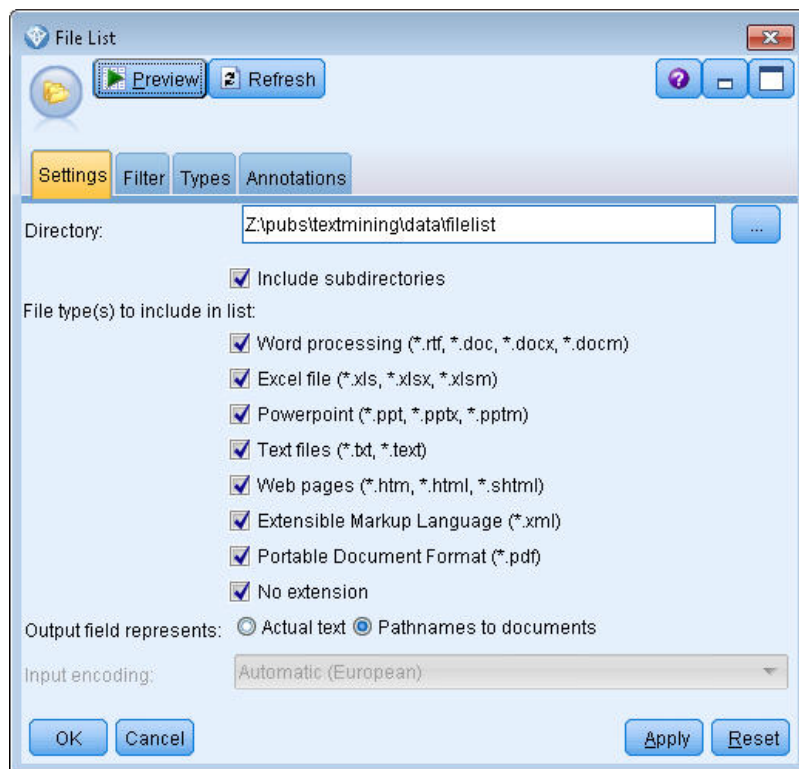 File List
Preview Refresh
Settings Filter Types Annotations
Directory: Z:\pubs\textmining\data\filelist ...
Include subdirectories
File type(s) to include in list:
Word processing (*.rtf, *.doc, *.docx, *.docm)
Excel file (*.xls, *.xlsx, *.xlsm)
Powerpoint (*.ppt, *.pptx, *.pptm)
Text files (*.txt, *.text)
Web pages (*.htm, *.html, *.shtml)
Extensible Markup Language (*.xml)
Portable Document Format (*.pdf)
No extension
Output field represents: Actual text Pathnames to documents
Input encoding: Automatic (European)
OK Cancel Apply Reset